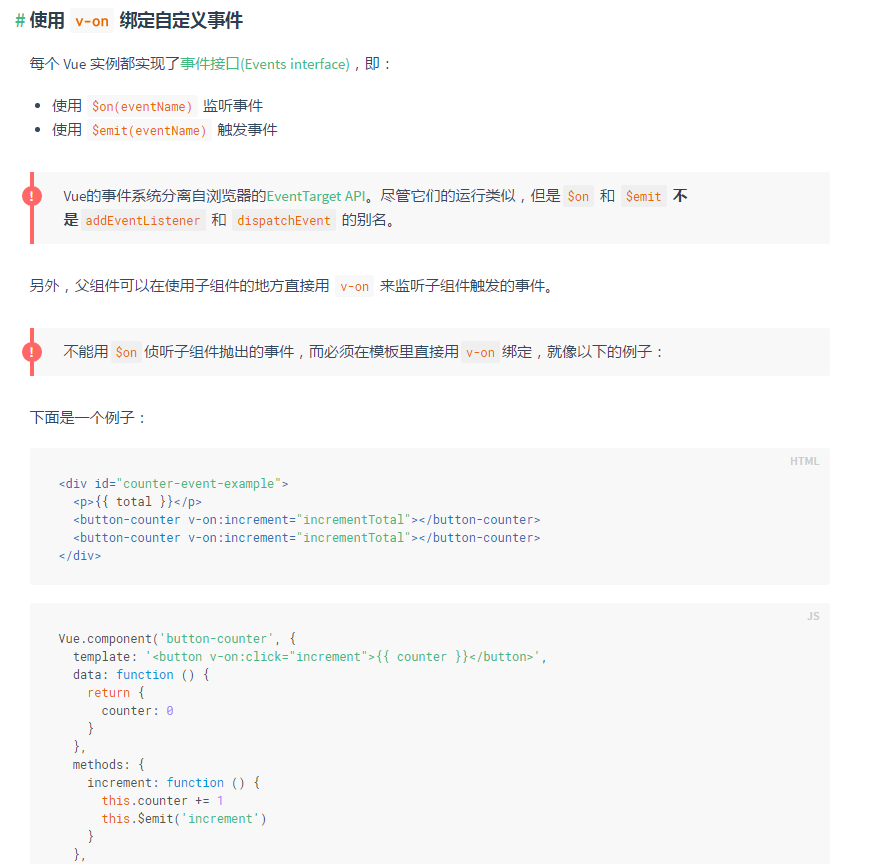 # 使用 v-on 绑定自定义事件
每个 Vue 实例都实现了事件接口(Events interface)，即：
• 使用 $on(eventName) 监听事件
• 使用 $emit(eventName) 触发事件
! Vue的事件系统分离自浏览器的EventTarget API。尽管它们的运行类似，但是 $on 和 $emit 不
是 addEventListener 和 dispatchEvent 的别名。
另外，父组件可以在使用子组件的地方直接用 v-on 来监听子组件触发的事件。
! 不能用 $on 侦听子组件抛出的事件，而必须在模板里直接用 v-on 绑定，就像以下的例子：
下面是一个例子：
HTML
<div id="counter-event-example">
  <p>{{ total }}</p>
  <button-counter v-on:increment="incrementTotal"></button-counter>
  <button-counter v-on:increment="incrementTotal"></button-counter>
</div>
JS
Vue.component('button-counter', {
  template: '<button v-on:click="increment">{{ counter }}</button>',
  data: function () {
    return {
      counter: 0
    }
  },
  methods: {
    increment: function () {
      this.counter += 1
      this.$emit('increment')
    }
  },